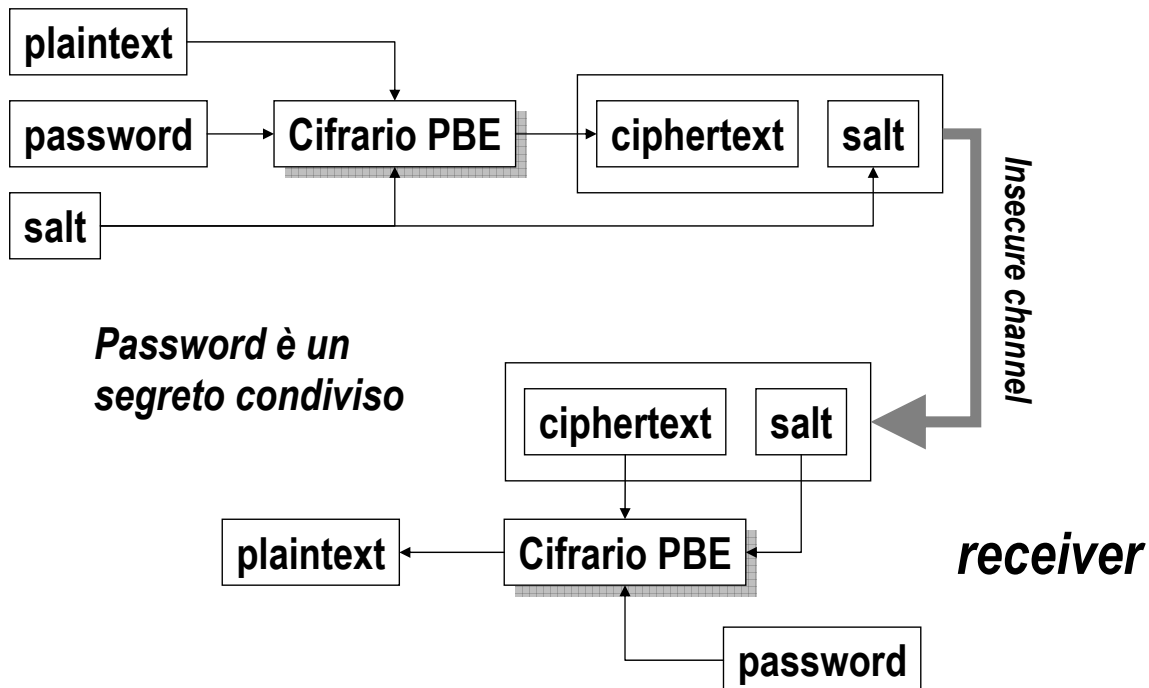 plaintext
password
Cifrario PBE
ciphertext
salt
salt
Insecure channel
Password è un
segreto condiviso
ciphertext
salt
plaintext
Cifrario PBE
receiver
password